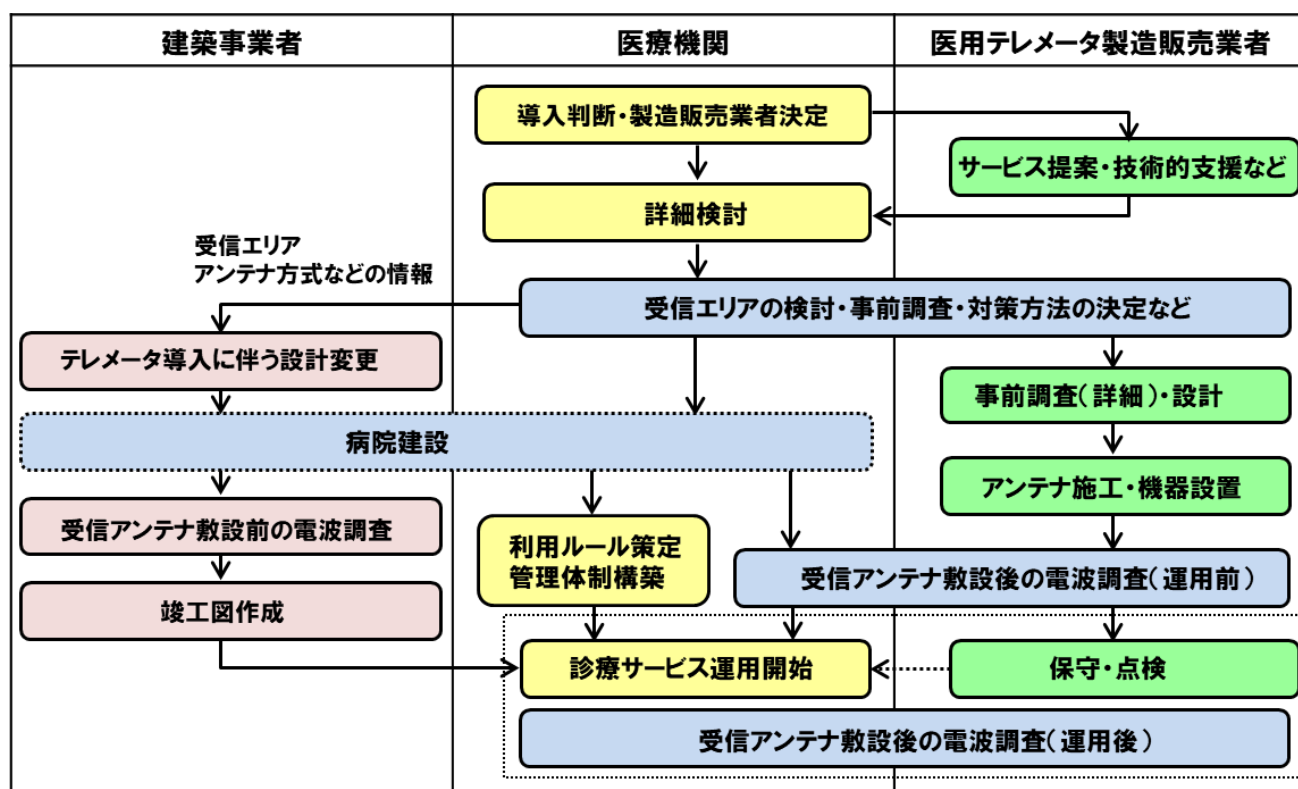 建築事業者
医療機関
医用テレメータ製造販売業者
導入判断・製造販売業者決定
サービス提案・技術的支援など
詳細検討
受信エリア
アンテナ方式などの情報
受信エリアの検討・事前調査・対策方法の決定など
テレメータ導入に伴う設計変更
事前調査(詳細)・設計
病院建設
アンテナ施工・機器設置
受信アンテナ敷設前の電波調査
利用ルール策定
管理体制構築
受信アンテナ敷設後の電波調査(運用前)
竣工図作成
診療サービス運用開始
保守・点検
受信アンテナ敷設後の電波調査(運用後)